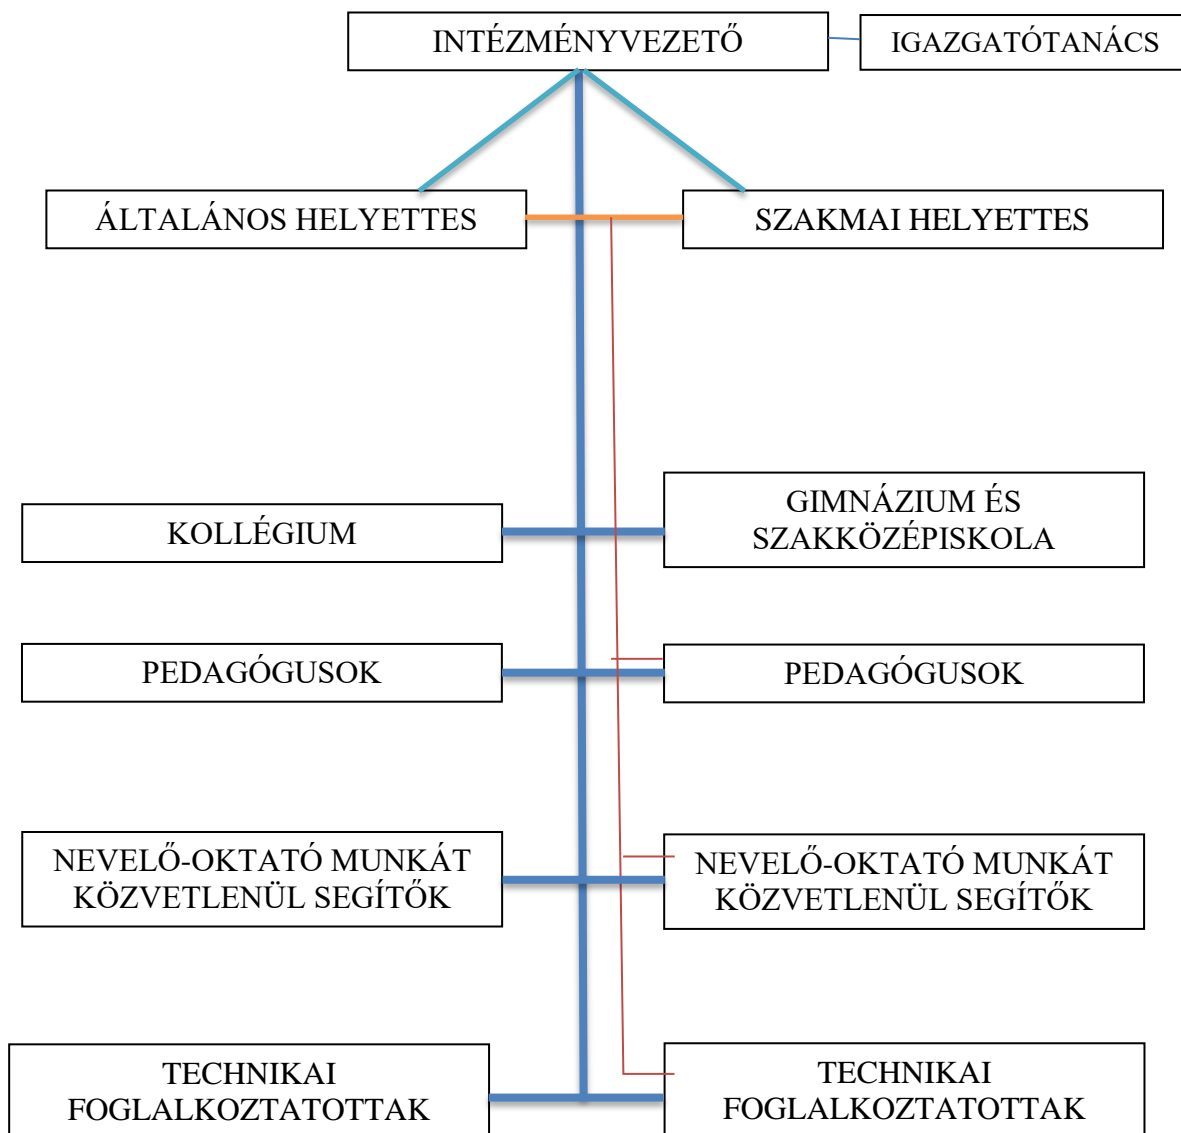 INTÉZMÉNYVEZETŐ
IGAZGATÓTANÁCS
ÁLTALÁNOS HELYETTES
SZAKMAI HELYETTES
KOLLÉGIUM
GIMNÁZIUM ÉS
SZAKKÖZÉPISKOLA
PEDAGÓGUSOK
PEDAGÓGUSOK
NEVELŐ-OKTATÓ MUNKÁT
KÖZVETLENÜL SEGÍTŐK
NEVELŐ-OKTATÓ MUNKÁT
KÖZVETLENÜL SEGÍTŐK
TECHNIKAI
FOGLALKOZTATOTTAK
TECHNIKAI
FOGLALKOZTATOTTAK